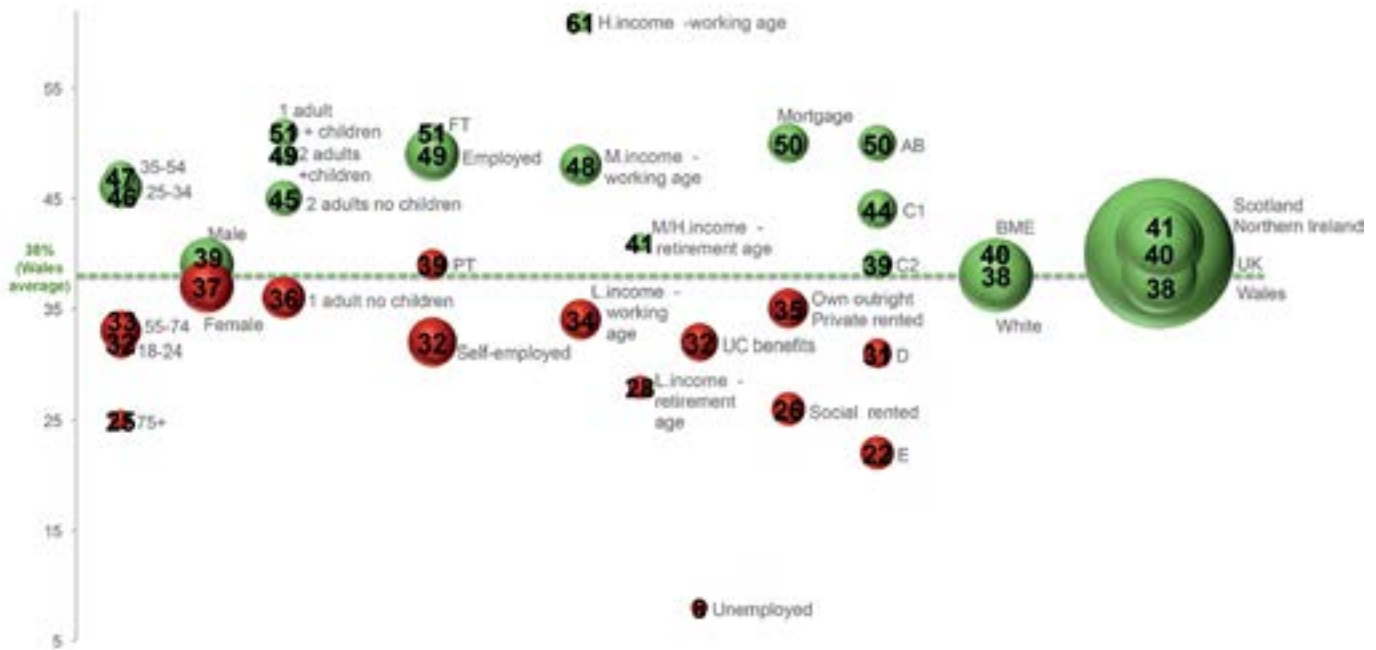 61 H.income -working age
55
1 adult
51 + children
49 2 adults
+children
45 2 adults no children
51 FT
49 Employed
48 M.income -
working age
Mortgage
50
50 AB
47 35-54
46 25-34
45
44 C1
Male
39
37
Female
M/H.income -
41 retirement age
39 PT
39 C2
BME
40
38
White
Scotland
41 Northern Ireland
40 UK
38 Wales
38%
(Wales
average)
36 1 adult no children
35
33 55-74
32 18-24
32 Self-employed
L.income -
34 working
age
32 UC benefits
35 Own outright
Private rented
31 D
28 L.income -
retirement
age
26 Social rented
25 75+
25
22 E
15
Unemployed
5